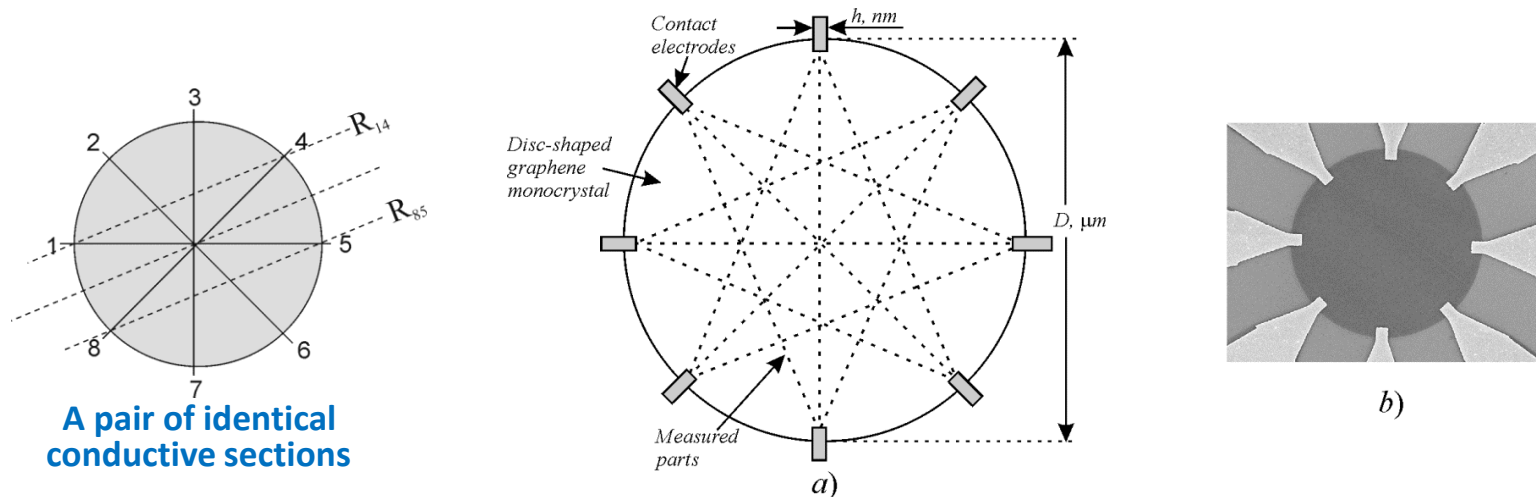 3
2
4
R14
R85
1
5
8
6
7
A pair of identical
conductive sections
Contact
electrodes
h, nm
Disc-shaped
graphene
monocrystal
D, μm
Measured
parts
a)
b)